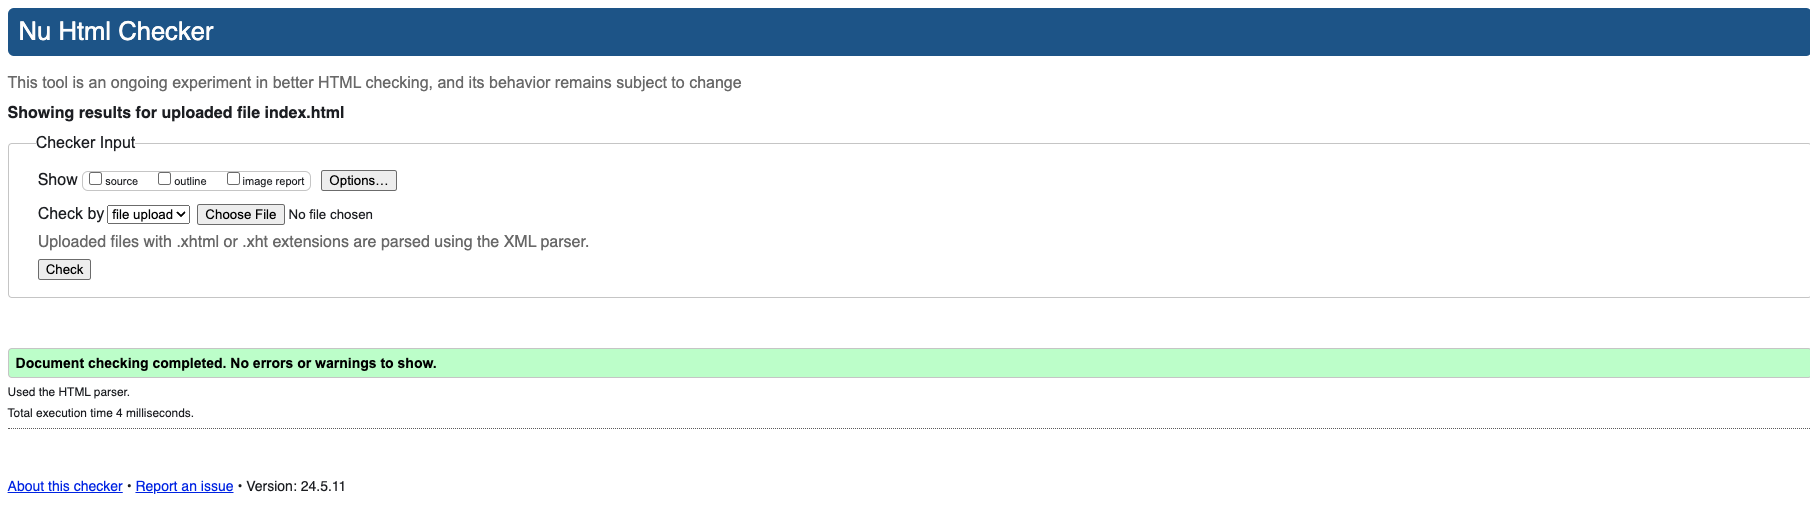 Nu Html Checker
This tool is an ongoing experiment in better HTML checking, and its behavior remains subject to change
Showing results for uploaded file index.html
Checker Input
Show source outline image report Options…
Check by file upload Choose File No file chosen
Uploaded files with .xhtml or .xht extensions are parsed using the XML parser.
Check
Document checking completed. No errors or warnings to show.
Used the HTML parser.
Total execution time 4 milliseconds.
About this checker • Report an issue • Version: 24.5.11